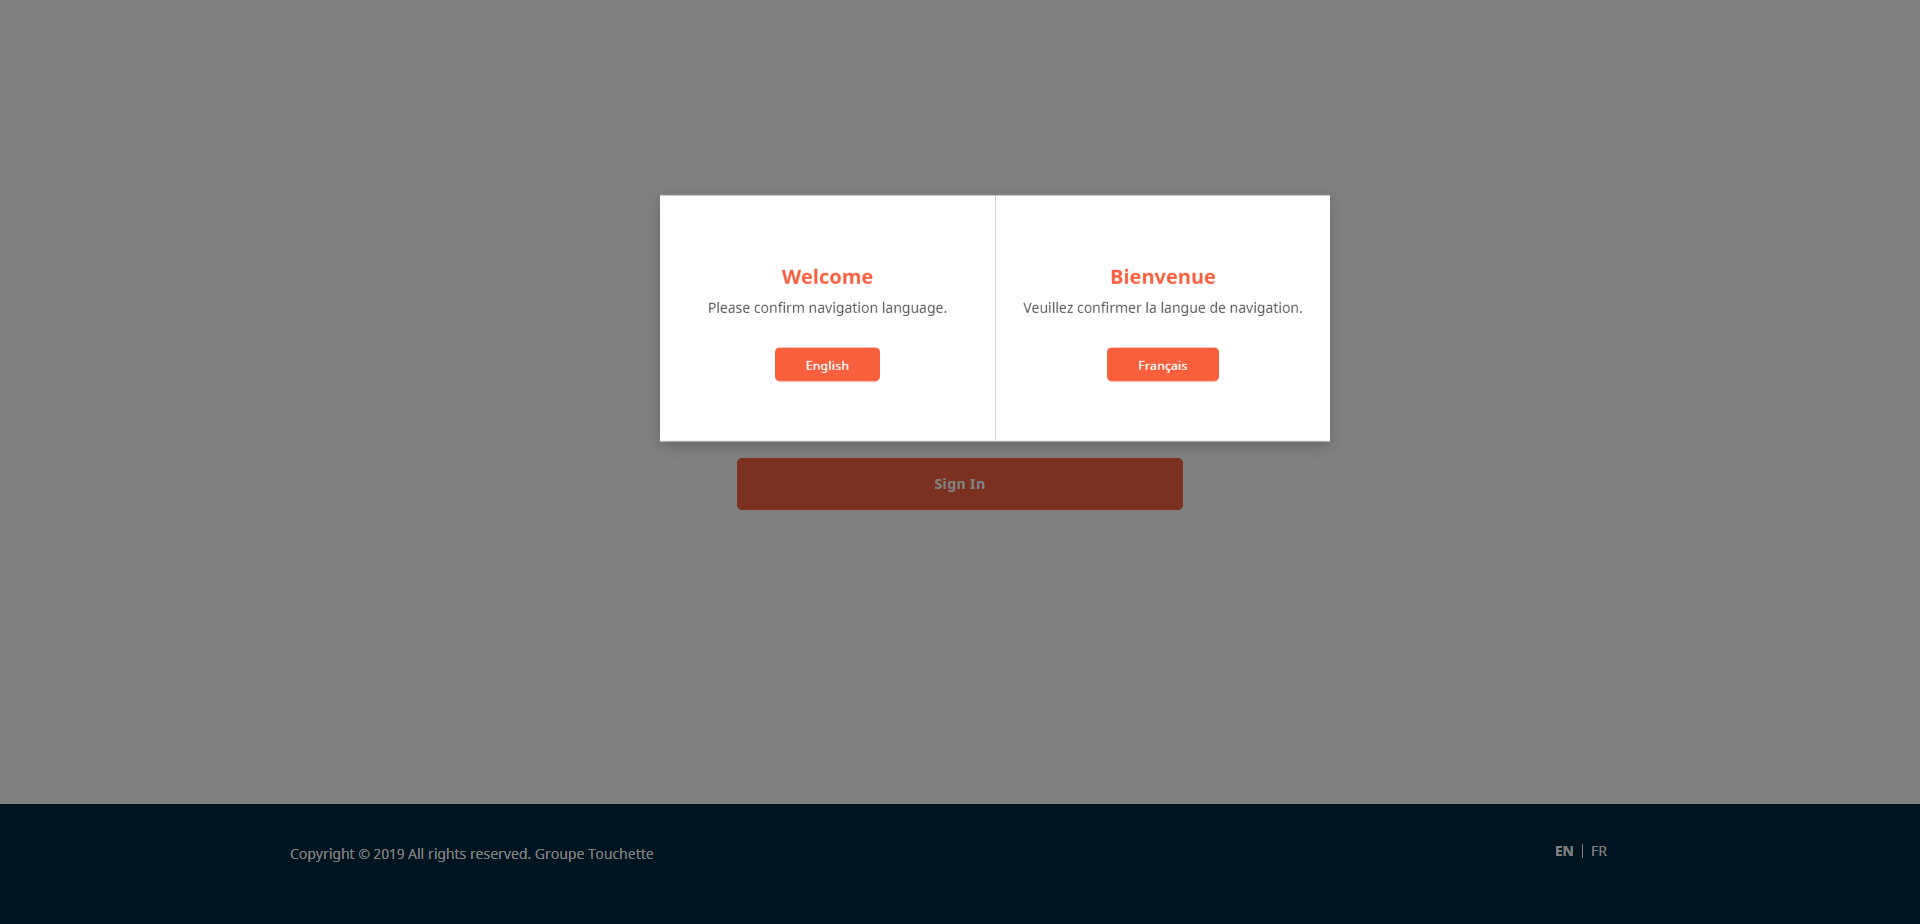 Welcome
Please confirm navigation language.
English
Bienvenue
Veuillez confirmer la langue de navigation.
Français
Sign In
Copyright © 2019 All rights reserved. Groupe Touchette
EN | FR